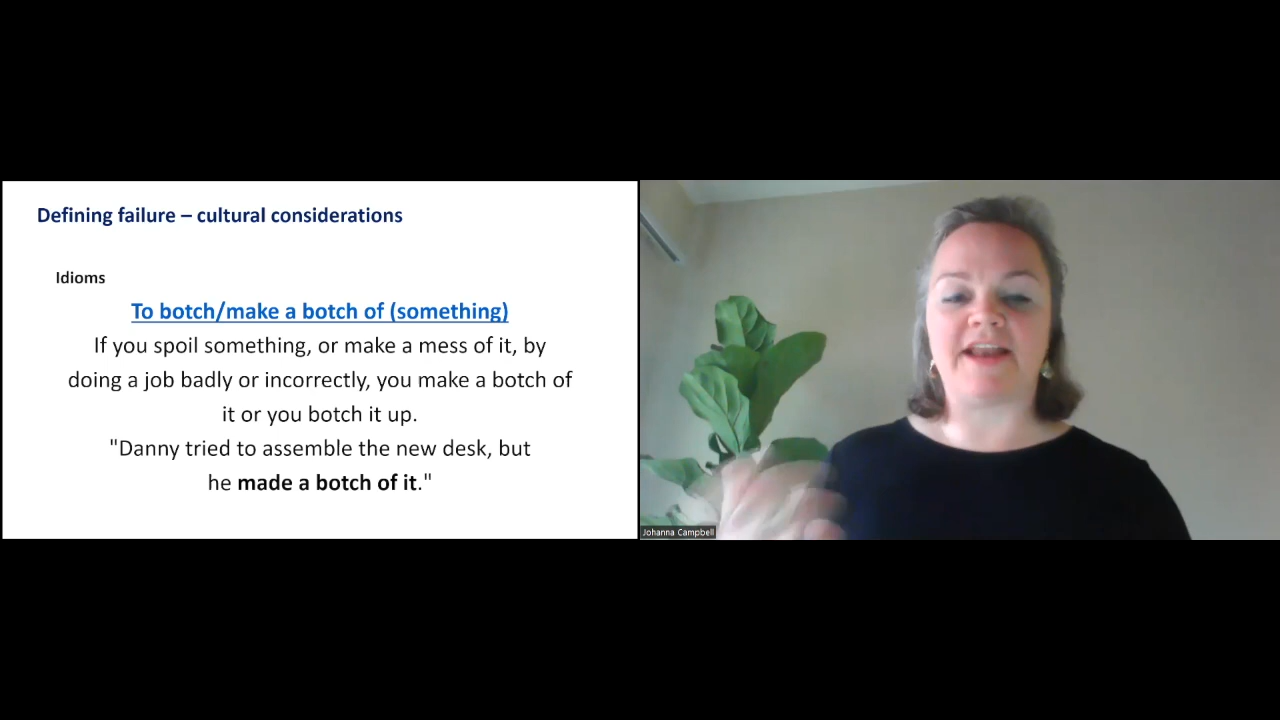 Defining failure – cultural considerations
Idioms
To botch/make a botch of (something)
If you spoil something, or make a mess of it, by
doing a job badly or incorrectly, you make a botch of
it or you botch it up.
"Danny tried to assemble the new desk, but
he made a botch of it."
Johanna Campbell